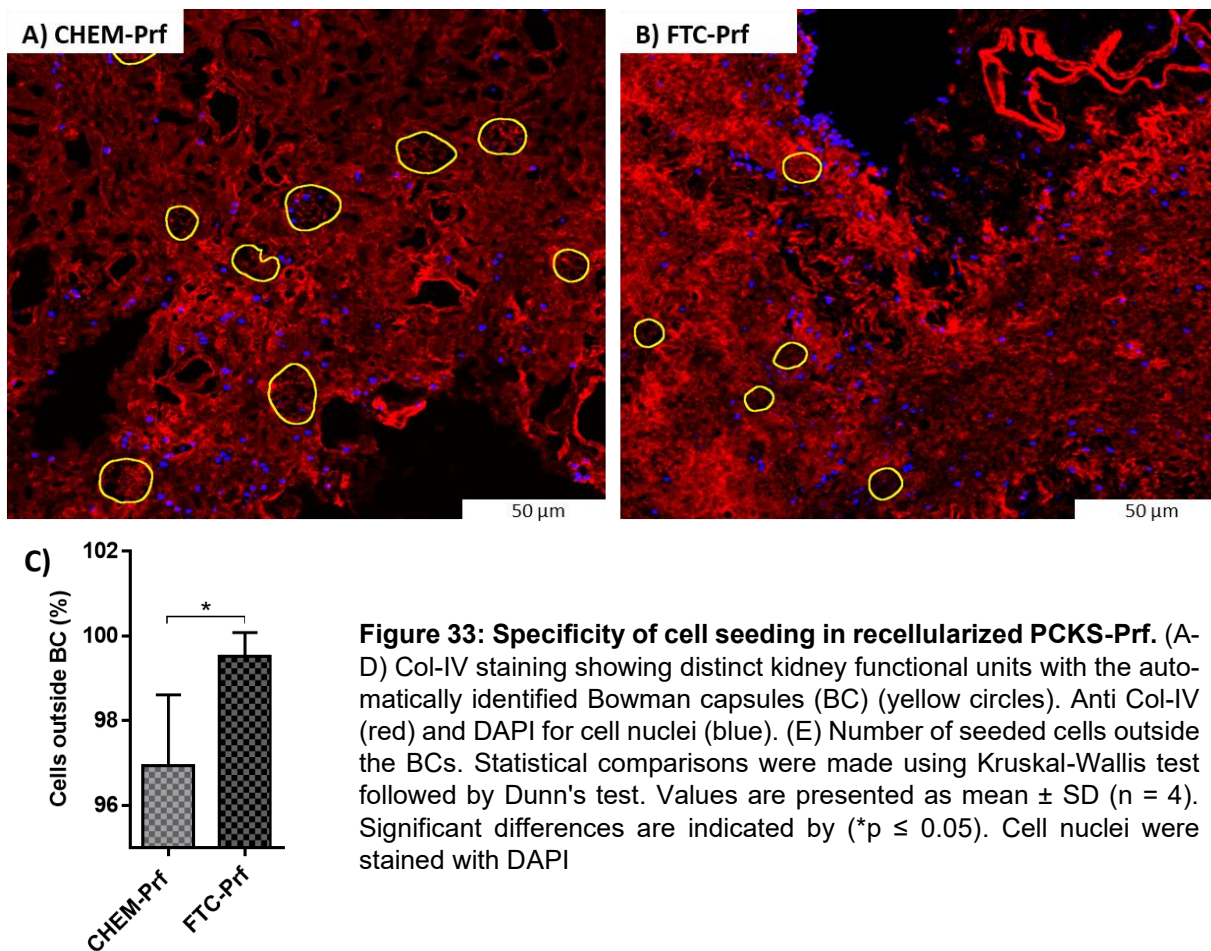 A) CHEM-Prf
B) FTC-Prf
50 µm
50 µm
C)
Cells outside BC (%)
102
100
98
96
*
CHEM-Prf
FTC-Prf
Figure 33: Specificity of cell seeding in recellularized PCKS-Prf. (A-
D) Col-IV staining showing distinct kidney functional units with the auto-
matically identified Bowman capsules (BC) (yellow circles). Anti Col-IV
(red) and DAPI for cell nuclei (blue). (E) Number of seeded cells outside
the BCs. Statistical comparisons were made using Kruskal-Wallis test
followed by Dunn's test. Values are presented as mean ± SD (n = 4).
Significant differences are indicated by (*p ≤ 0.05). Cell nuclei were
stained with DAPI